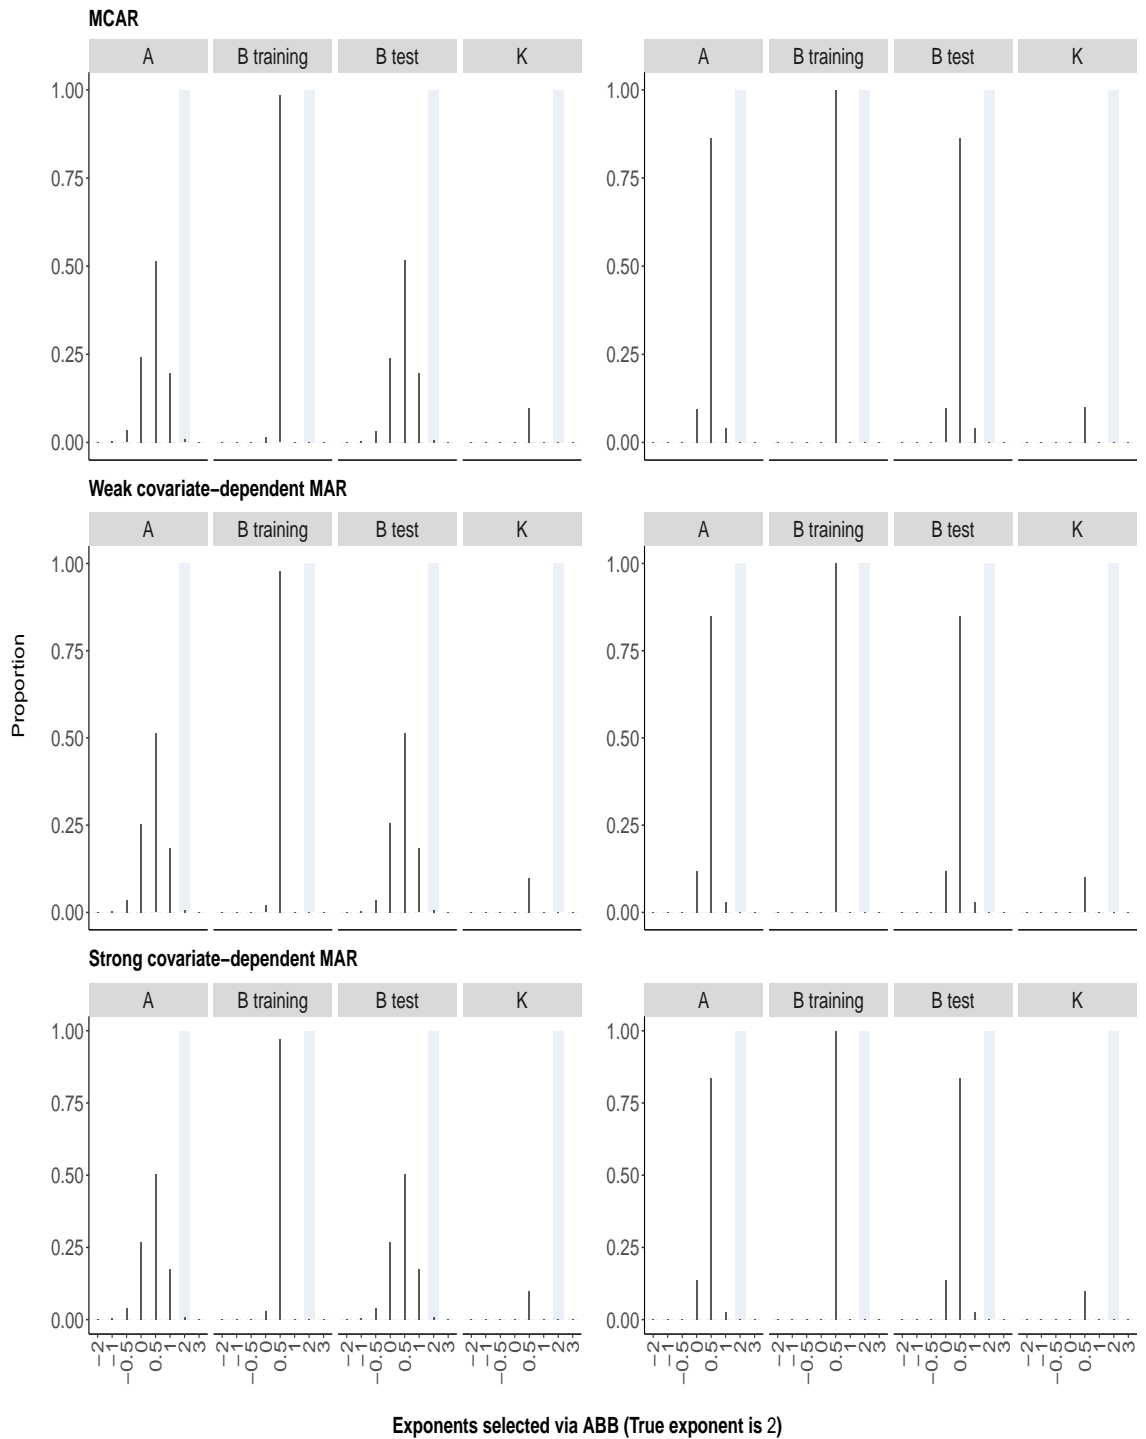 MCAR
A B training B test K A B training B test K
1.00 1.00
0.75 0.75
0.50 0.50
0.25 0.25
0.00 0.00
Weak covariate−dependent MAR
A B training B test K A B training B test K
1.00 1.00
0.75 0.75
0.50 0.50
0.25 0.25
0.00 0.00
Proportion
Strong covariate−dependent MAR
A B training B test K A B training B test K
1.00 1.00
0.75 0.75
0.50 0.50
0.25 0.25
0.00 0.00
−2 −1 −0.5 0 0.5 1 2 3 −2 −1 −0.5 0 0.5 1 2 3 −2 −1 −0.5 0 0.5 1 2 3 −2 −1 −0.5 0 0.5 1 2 3 −2 −1 −0.5 0 0.5 1 2 3 −2 −1 −0.5 0 0.5 1 2 3 −2 −1 −0.5 0 0.5 1 2 3 −2 −1 −0.5 0 0.5 1 2 3
Exponents selected via ABB (True exponent is 2)